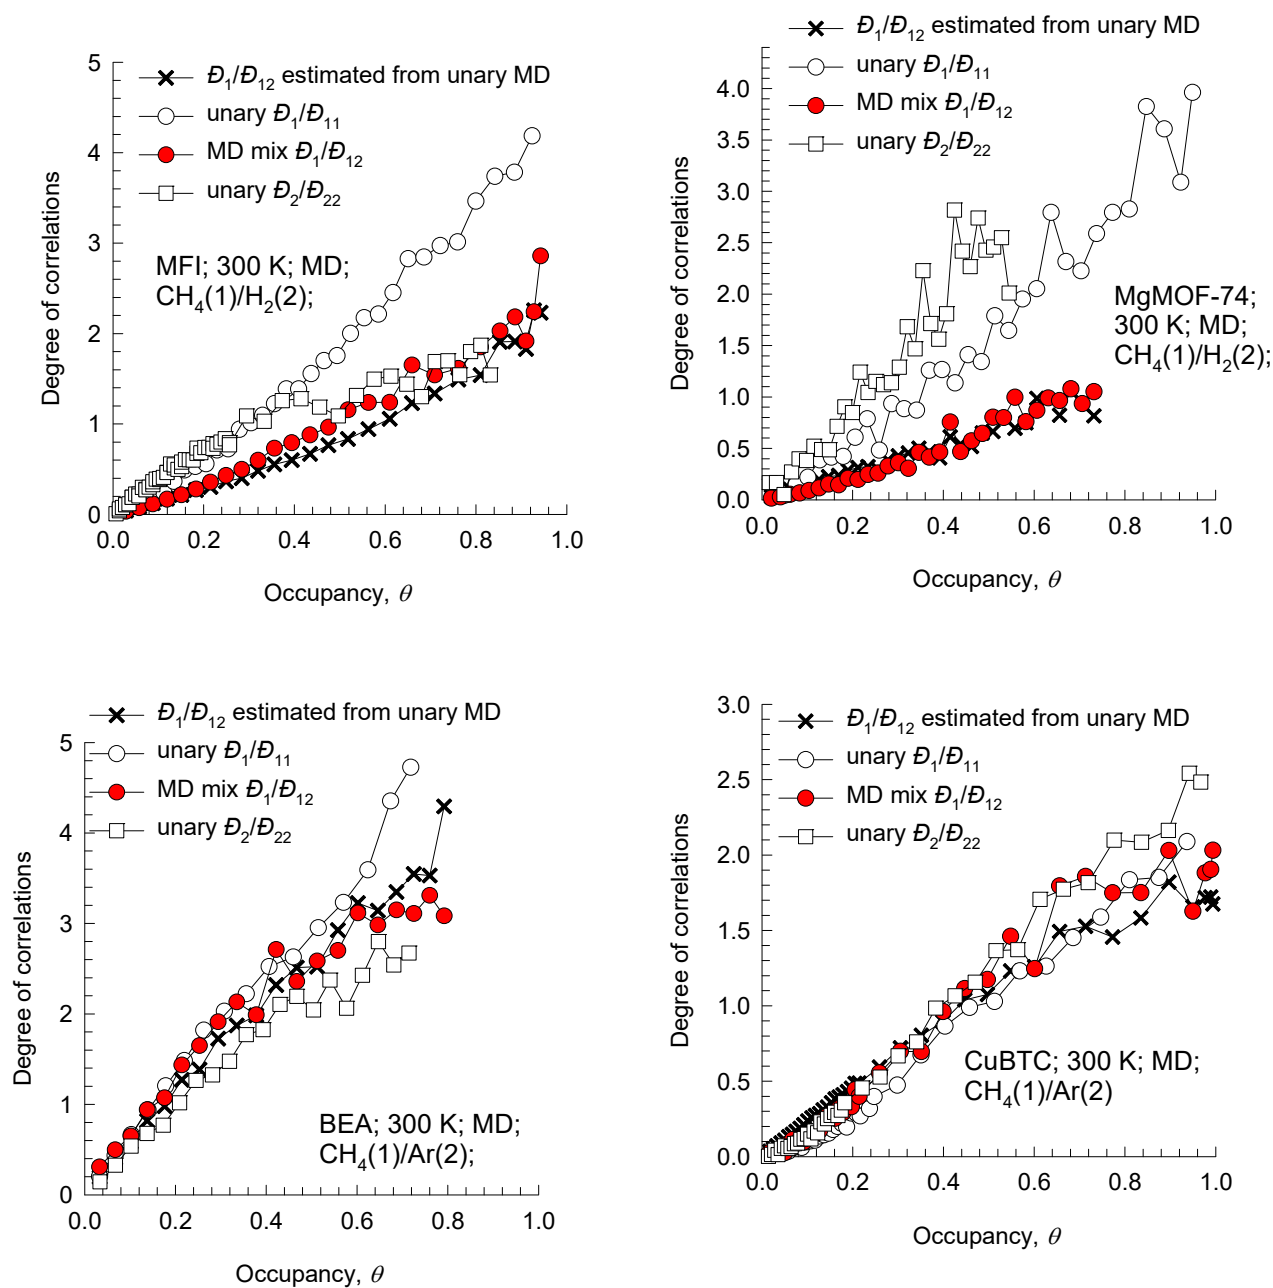 Đ₁/Đ₁₂ estimated from unary MD
unary Đ₁/Đ₁₁
MD mix Đ₁/Đ₁₂
unary Đ₂/Đ₂₂
MFI; 300 K; MD;
CH₄(1)/H₂(2);
Degree of correlations
5
4
3
2
1
0
0.0 0.2 0.4 0.6 0.8 1.0
Occupancy, θ
Đ₁/Đ₁₂ estimated from unary MD
unary Đ₁/Đ₁₁
MD mix Đ₁/Đ₁₂
unary Đ₂/Đ₂₂
MgMOF-74;
300 K; MD;
CH₄(1)/H₂(2);
Degree of correlations
4.0
3.5
3.0
2.5
2.0
1.5
1.0
0.5
0.0
0.0 0.2 0.4 0.6 0.8 1.0
Occupancy, θ
Đ₁/Đ₁₂ estimated from unary MD
unary Đ₁/Đ₁₁
MD mix Đ₁/Đ₁₂
unary Đ₂/Đ₂₂
BEA; 300 K; MD;
CH₄(1)/Ar(2);
Degree of correlations
5
4
3
2
1
0
0.0 0.2 0.4 0.6 0.8 1.0
Occupancy, θ
Đ₁/Đ₁₂ estimated from unary MD
unary Đ₁/Đ₁₁
MD mix Đ₁/Đ₁₂
unary Đ₂/Đ₂₂
CuBTC; 300 K; MD;
CH₄(1)/Ar(2)
Degree of correlations
3.0
2.5
2.0
1.5
1.0
0.5
0.0
0.0 0.2 0.4 0.6 0.8 1.0
Occupancy, θ